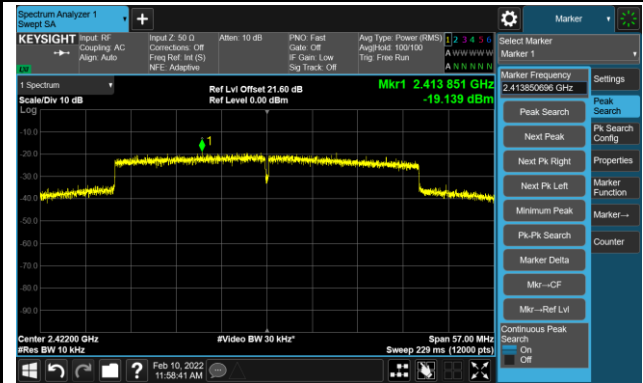 Spectrum Analyzer 1
Swept SA
Marker
KEYSIGHT
Input: RF
Coupling: AC
Align: Auto
Input Z: 50 Ω
Corrections: Off
Freq Ref: Int (S)
NFE: Adaptive
Atten: 10 dB
PNO: Fast
Gate: Off
IF Gain: Low
Sig Track: Off
Avg Type: Power (RMS)
Avg|Hold: 100/100
Trig: Free Run
1 2 3 4 5 6
A W W W W W
A N N N N N
Select Marker
Marker 1
1 Spectrum
Scale/Div 10 dB
Log
Ref Lvl Offset 21.60 dB
Ref Level 0.00 dBm
Mkr1 2.413 851 GHz
-19.139 dBm
1
-10.0
-20.0
-30.0
-40.0
-50.0
-60.0
-70.0
-80.0
-90.0
Center 2.42200 GHz
#Res BW 10 kHz
#Video BW 30 kHz*
Span 57.00 MHz
Sweep 229 ms (12000 pts)
Marker Frequency
2.413850696 GHz
Peak Search
Next Peak
Next Pk Right
Next Pk Left
Minimum Peak
Pk-Pk Search
Marker Delta
Mkr→CF
Mkr→Ref Lvl
Continuous Peak
Search
On
Off
Settings
Peak
Search
Pk Search
Config
Properties
Marker
Function
Marker→
Counter
Feb 10, 2022
11:58:41 AM